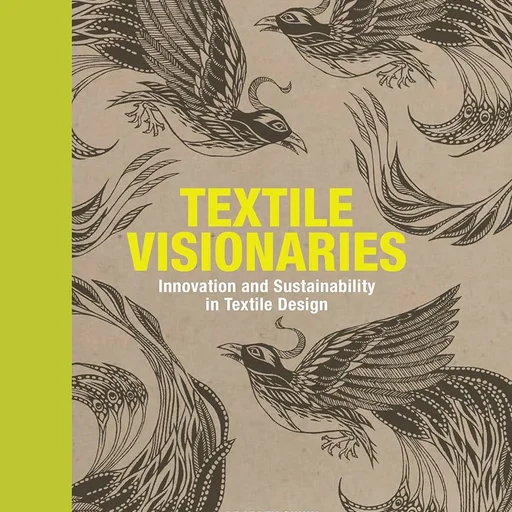 TEXTILE
VISIONARIES
Innovation and Sustainability
in Textile Design